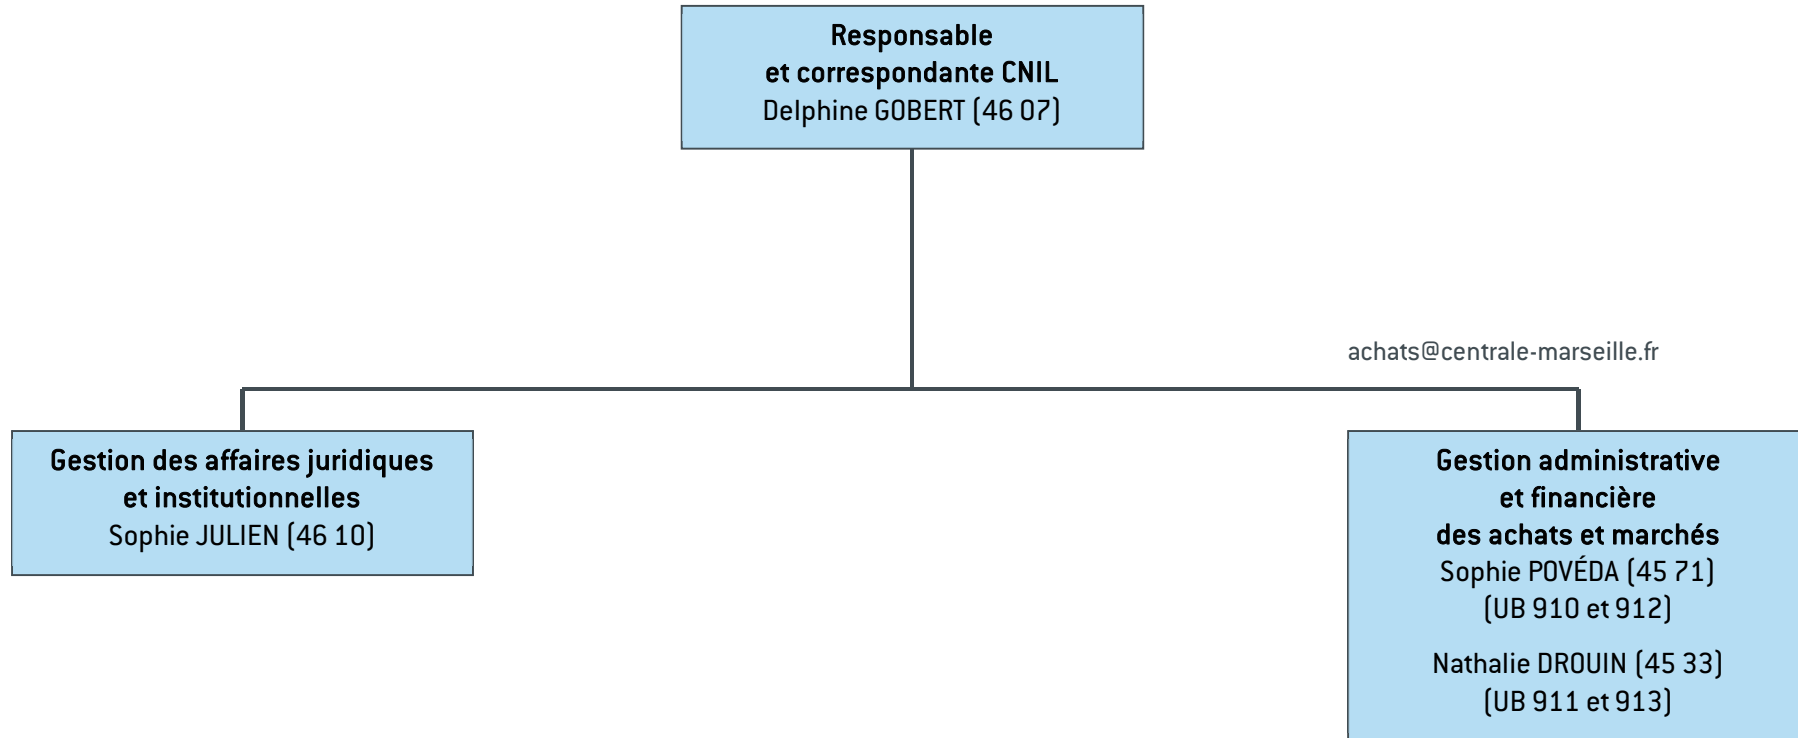 Responsable
et correspondante CNIL
Delphine GOBERT (46 07)
achats@centrale-marseille.fr
Gestion des affaires juridiques
et institutionnelles
Sophie JULIEN (46 10)
Gestion administrative
et financière
des achats et marchés
Sophie POVÉDA (45 71)
(UB 910 et 912)
Nathalie DROUIN (45 33)
(UB 911 et 913)